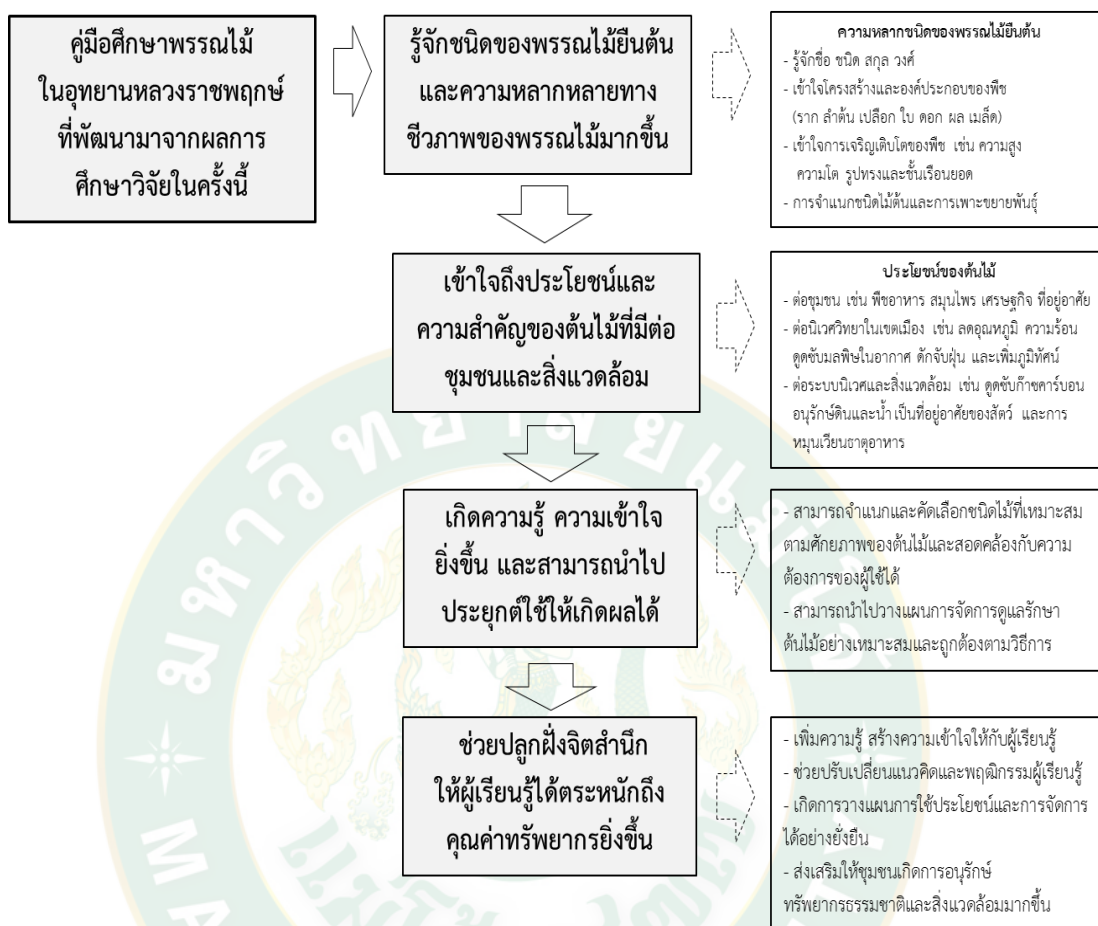 คู่มือศึกษาพรรณไม้
ในอุทยานหลวงราชพฤกษ์
ที่พัฒนามาจากผลการ
ศึกษาวิจัยในครั้งนี้
รู้จักชนิดของพรรณไม้ยืนต้น
และความหลากหลายทาง
ชีวภาพของพรรณไม้มากขึ้น
ความหลากชนิดของพรรณไม้ยืนต้น
- รู้จักชื่อ ชนิด สกุล วงศ์
- เข้าใจโครงสร้างและองค์ประกอบของพืช
(ราก ลำต้น เปลือก ใบ ดอก ผล เมล็ด)
- เข้าใจการเจริญเติบโตของพืช เช่น ความสูง
ความโต รูปทรงและชั้นเรือนยอด
- การจำแนกชนิดไม้ต้นและการเพาะขยายพันธุ์
เข้าใจถึงประโยชน์และ
ความสำคัญของต้นไม้ที่มีต่อ
ชุมชนและสิ่งแวดล้อม
ประโยชน์ของต้นไม้
- ต่อชุมชน เช่น พืชอาหาร สมุนไพร เศรษฐกิจ ที่อยู่อาศัย
- ต่อนิเวศวิทยาในเขตเมือง เช่น ลดอุณหภูมิ ความร้อน
ดูดซับมลพิษในอากาศ ดักจับฝุ่น และเพิ่มภูมิทัศน์
- ต่อระบบนิเวศและสิ่งแวดล้อม เช่น ดูดซับก๊าซคาร์บอน
อนุรักษ์ดินและน้ำ เป็นที่อยู่อาศัยของสัตว์ และการ
หมุนเวียนธาตุอาหาร
เกิดความรู้ ความเข้าใจ
ยิ่งขึ้น และสามารถนำไป
ประยุกต์ใช้ให้เกิดผลได้
- สามารถจำแนกและคัดเลือกชนิดไม้ที่เหมาะสม
ตามศักยภาพของต้นไม้และสอดคล้องกับความ
ต้องการของผู้ใช้ได้
- สามารถนำไปวางแผนการจัดการดูแลรักษา
ต้นไม้อย่างเหมาะสมและถูกต้องตามวิธีการ
ช่วยปลูกฝังจิตสำนึก
ให้ผู้เรียนรู้ได้ตระหนักถึง
คุณค่าทรัพยากรยิ่งขึ้น
- เพิ่มความรู้ สร้างความเข้าใจให้กับผู้เรียนรู้
- ช่วยปรับเปลี่ยนแนวคิดและพฤฒิกรรมผู้เรียนรู้
- เกิดการวางแผนการใช้ประโยชน์และการจัดการ
ได้อย่างยั่งยืน
- ส่งเสริมให้ชุมชนเกิดการอนุรักษ์
ทรัพยากรธรรมชาติและสิ่งแวดล้อมมากขึ้น